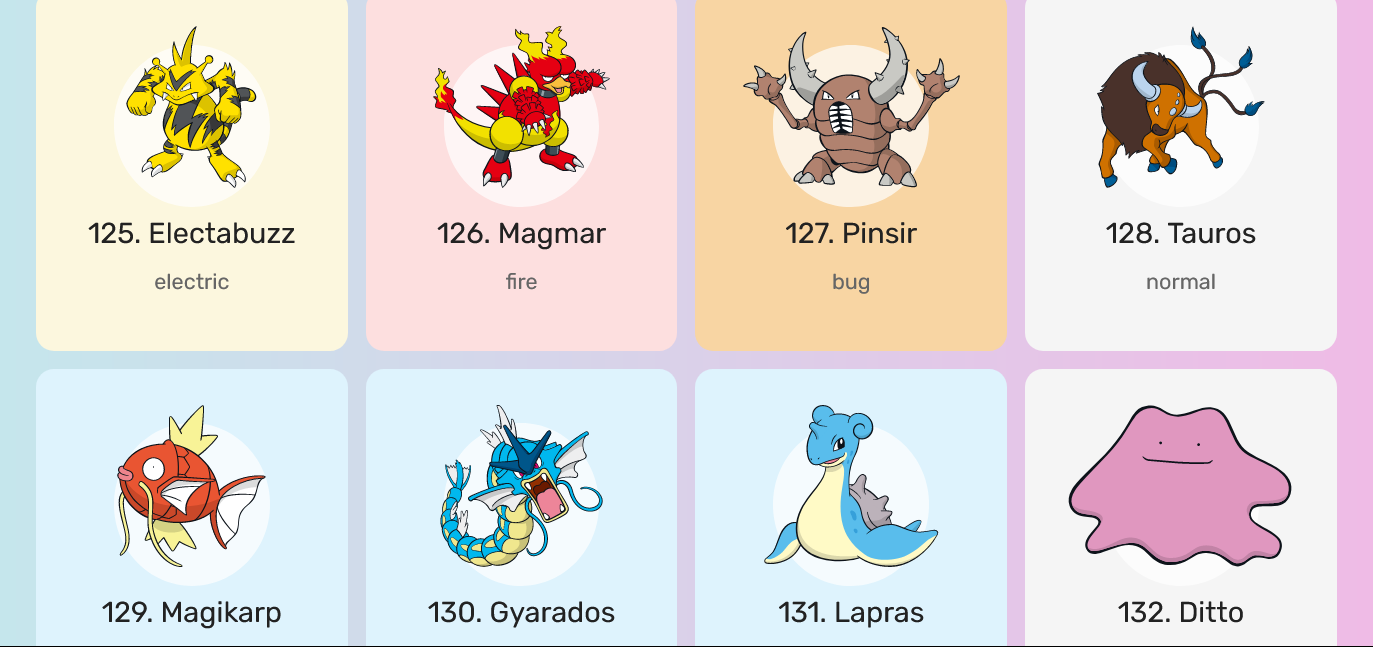 125. Electabuzz
126. Magmar
127. Pinsir
128. Tauros
electric
fire
bug
normal
129. Magikarp
130. Gyarados
131. Lapras
132. Ditto